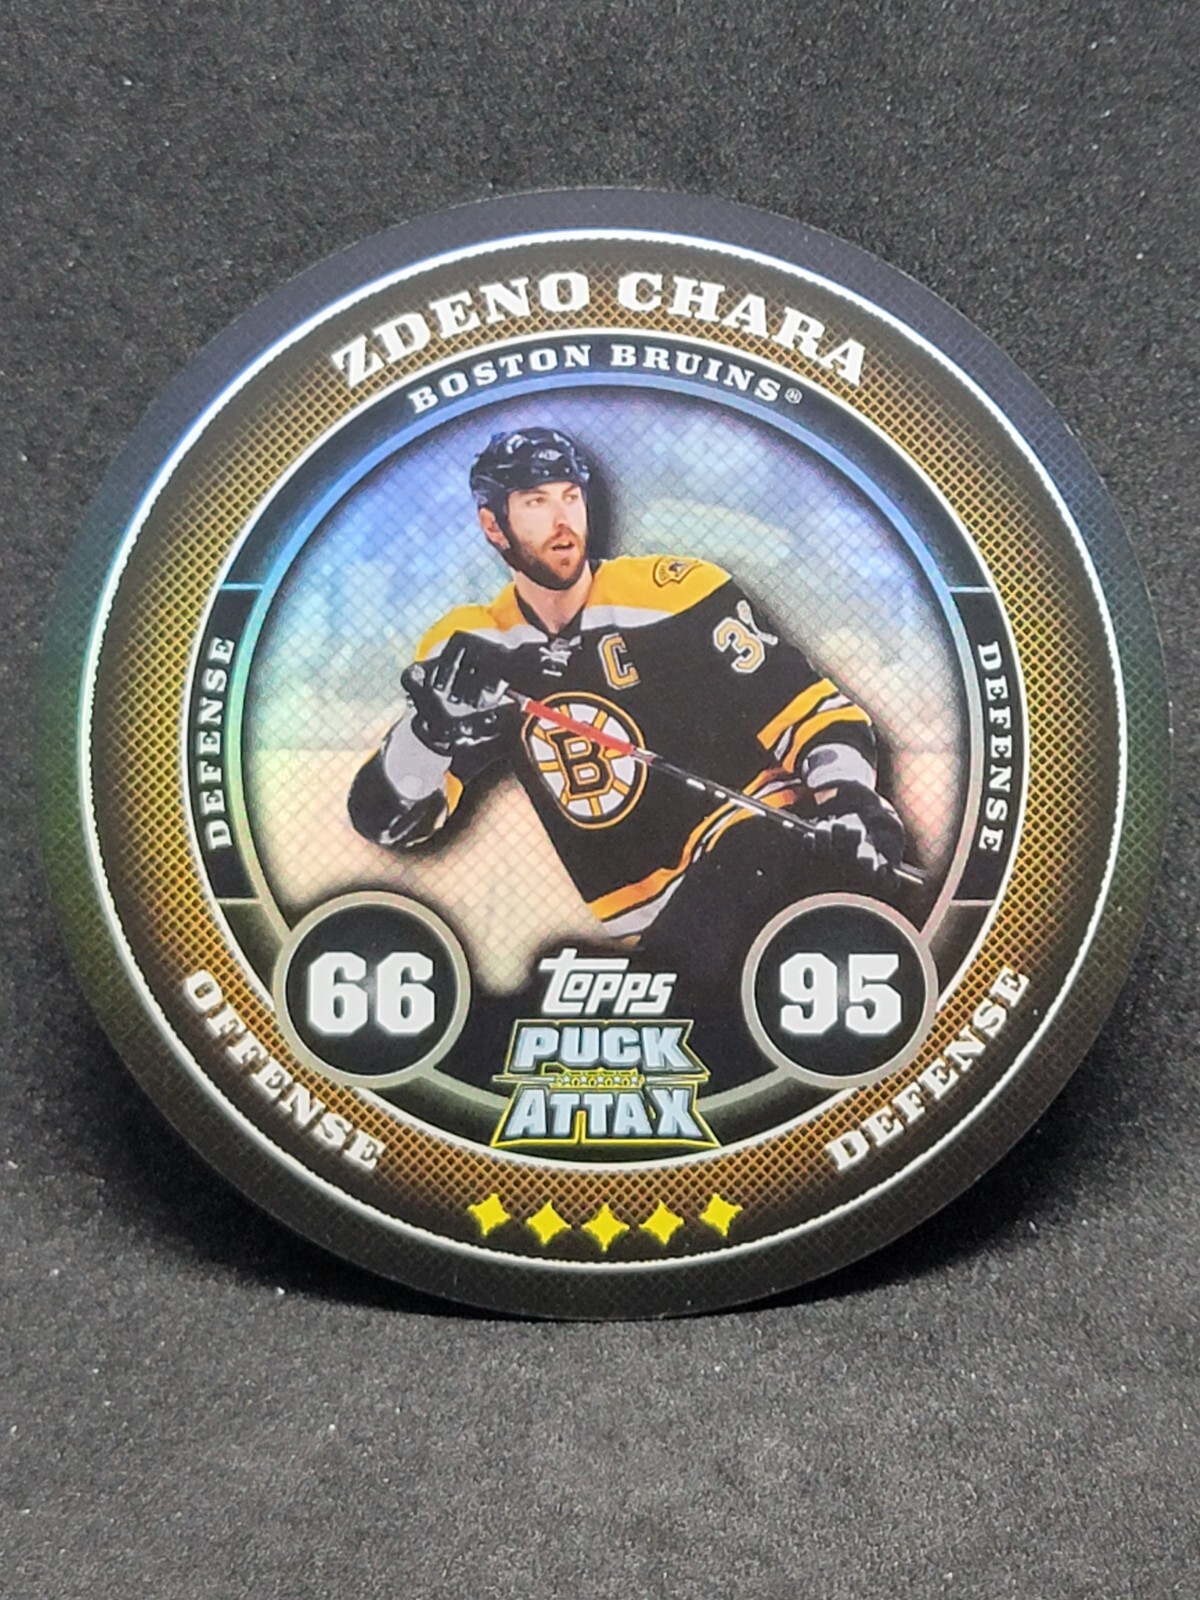 ZDENO CHARA
BOSTON BRUINS®
DEFENSE
DEFENSE
C
B
66
95
Topps
PUCK
ATTAX
OFFENSE
DEFENSE